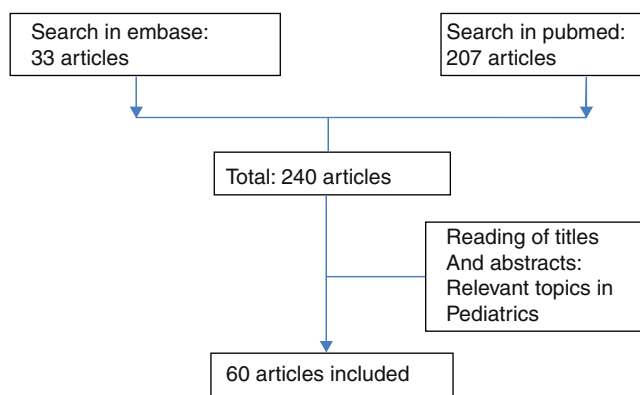 Search in embase:
33 articles
Search in pubmed:
207 articles
Total: 240 articles
Reading of titles
And abstracts:
Relevant topics in
Pediatrics
60 articles included